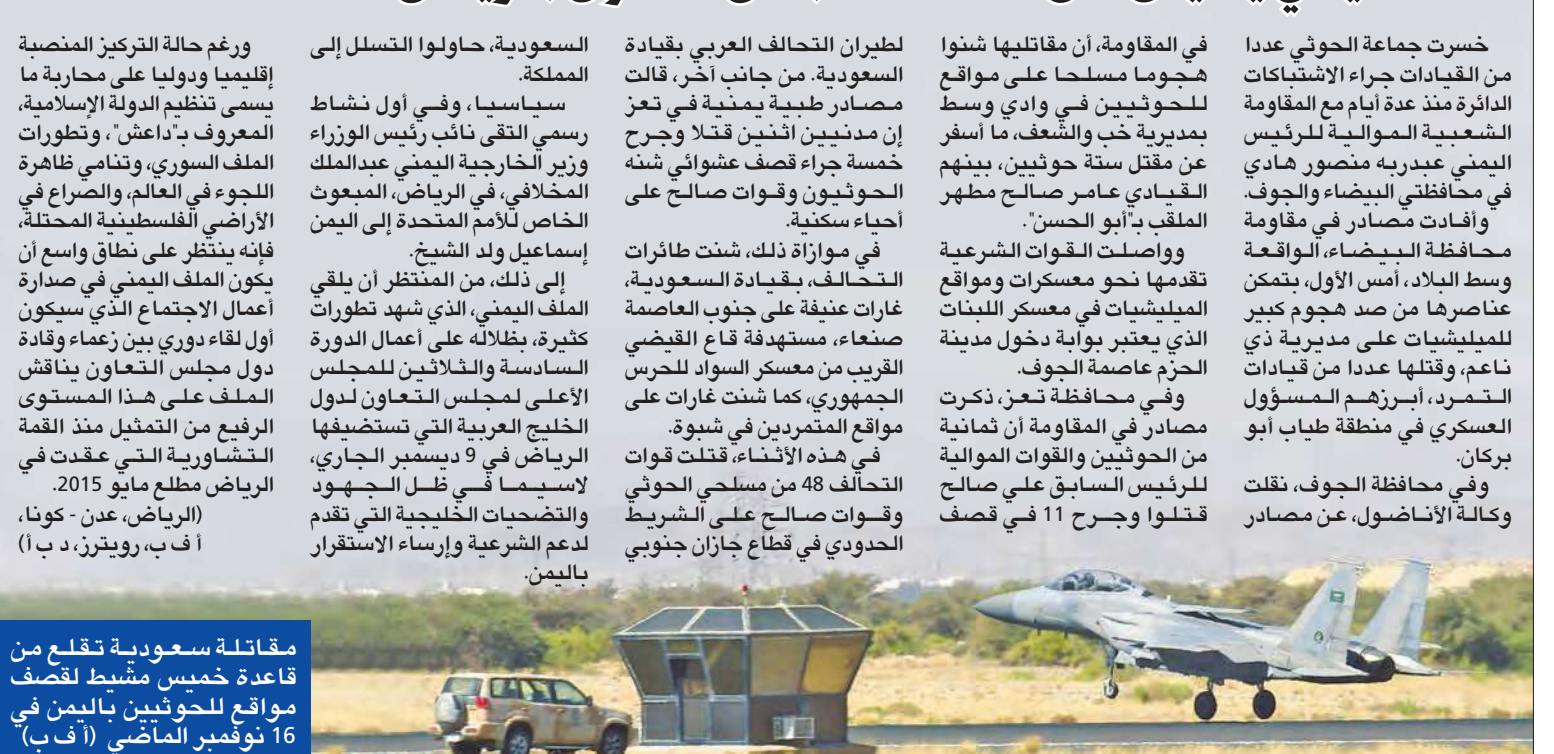 خسرت جماعة الحوثي عددا
من القيادات جراء الاشتباكات
الدائرة منذ عدة أيام مع المقاومة
الشعبية الموالية للرئيس
اليمني عبدربه منصور هادي
في محافظتي البيضاء والجوف.
وأفادت مصادر في مقاومة
محافظة البيضاء، الواقعة
وسط البلاد، أمس الأول، بتمكن
عناصرها من صد هجوم كبير
للميليشيات على مديرية ذي
ناعم، وقتلها عددا من قيادات
التمرد، أبرزهم المسؤول
العسكري في منطقة طياب أبو
بركان.
وفي محافظة الجوف، نقلت
وكالة الأناضول، عن مصادر
في المقاومة، أن مقاتليها شنوا
هجوما مسلحا على مواقع
للحوثيين في وادي وسط
بمديرية خب والشعف، ما أسفر
عن مقتل ستة حوثيين، بينهم
القيادي عامر صالح مطهر
الملقب بـ"أبو الحسن".
وواصلت القوات الشرعية
تقدمها نحو معسكرات ومواقع
الميليشيات في معسكر اللبنات
الذي يعتبر بوابة دخول مدينة
الحزم عاصمة الجوف.
وفي محافظة تعز، ذكرت
مصادر في المقاومة أن ثمانية
من الحوثيين والقوات الموالية
للرئيس السابق علي صالح
قتلوا وجرح 11 في قصف
لطيران التحالف العربي بقيادة
السعودية. من جانب آخر، قالت
مصادر طبية يمنية في تعز
إن مدنيين اثنين قتلا وجرح
خمسة جراء قصف عشوائي شنه
الحوثيون وقوات صالح على
أحياء سكنية.
في موازاة ذلك، شنت طائرات
التحالف، بقيادة السعودية،
غارات عنيفة على جنوب العاصمة
صنعاء، مستهدفة قاع القيضي
القريب من معسكر السواد للحرس
الجمهوري، كما شنت غارات على
مواقع المتمردين في شبوة.
في هذه الأثناء، قتلت قوات
التحالف 48 من مسلحي الحوثي
وقوات صالح على الشريط
الحدودي في قطاع جازان جنوبي
السعودية، حاولوا التسلل إلى
المملكة.
سياسيا، وفي أول نشاط
رسمي التقى نائب رئيس الوزراء
وزير الخارجية اليمني عبدالملك
المخلافي، في الرياض، المبعوث
الخاص للأمم المتحدة إلى اليمن
إسماعيل ولد الشيخ.
إلى ذلك، من المنتظر أن يلقي
الملف اليمني، الذي شهد تطورات
كثيرة، بظلاله على أعمال الدورة
السادسة والثلاثين للمجلس
الأعلى لمجلس التعاون لدول
الخليج العربية التي تستضيفها
الرياض في 9 ديسمبر الجاري،
لاسيما في ظل الجهود
والتضحيات الخليجية التي تقدم
لدعم الشرعية وإرساء الاستقرار
باليمن.
ورغم حالة التركيز المنصبة
إقليميا ودوليا على محاربة ما
يسمى تنظيم الدولة الإسلامية،
المعروف بـ"داعش"، وتطورات
الملف السوري، وتنامي ظاهرة
اللجوء في العالم، والصراع في
الأراضي الفلسطينية المحتلة،
فإنه ينتظر على نطاق واسع أن
يكون الملف اليمني في صدارة
أعمال الاجتماع الذي سيكون
أول لقاء دوري بين زعماء وقادة
دول مجلس التعاون يناقش
الملف على هذا المستوى
الرفيع من التمثيل منذ القمة
التشاورية التي عقدت في
الرياض مطلع مايو 2015.
(الرياض، عدن - كونا،
أ ف ب، رويترز، د ب أ)
مقاتلة سعودية تقلع من
قاعدة خميس مشيط لقصف
مواقع للحوثيين باليمن في
16 نوفمبر الماضي (أ ف ب)